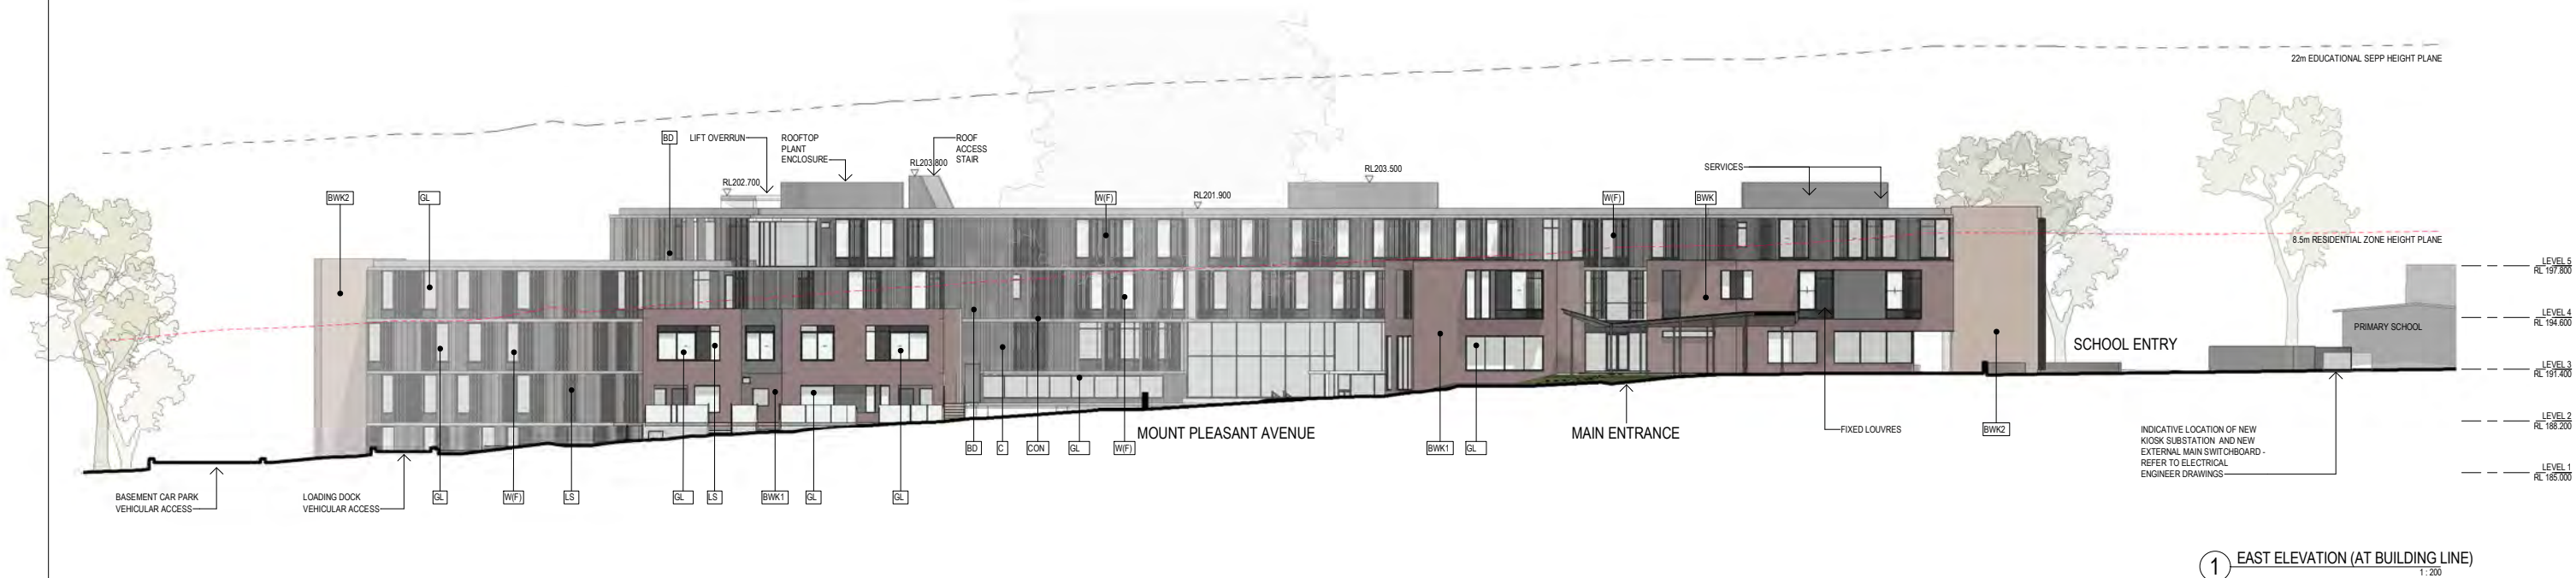 22m EDUCATIONAL SEPP HEIGHT PLANE
BD
LIFT OVERRUN
ROOFTOP
PLANT
ENCLOSURE
ROOF
ACCESS
STAIR
RL203.800
RL202.700
RL203.500
RL201.900
SERVICES
BWK2
GL
W(F)
W(F)
BWK
8.5m RESIDENTIAL ZONE HEIGHT PLANE
LEVEL 5
RL 197.800
LEVEL 4
RL 194.600
PRIMARY SCHOOL
SCHOOL ENTRY
LEVEL 3
RL 191.400
LEVEL 2
RL 188.200
LEVEL 1
RL 185.000
MOUNT PLEASANT AVENUE
MAIN ENTRANCE
FIXED LOUVRES
BWK2
BD
C
CON
GL
W(F)
BWK1
GL
INDICATIVE LOCATION OF NEW
KIOSK SUBSTATION AND NEW
EXTERNAL MAIN SWITCHBOARD -
REFER TO ELECTRICAL
ENGINEER DRAWINGS
BASEMENT CAR PARK
VEHICULAR ACCESS
LOADING DOCK
VEHICULAR ACCESS
GL
W(F)
LS
GL
LS
BWK1
GL
GL
1
EAST ELEVATION (AT BUILDING LINE)
1 : 200